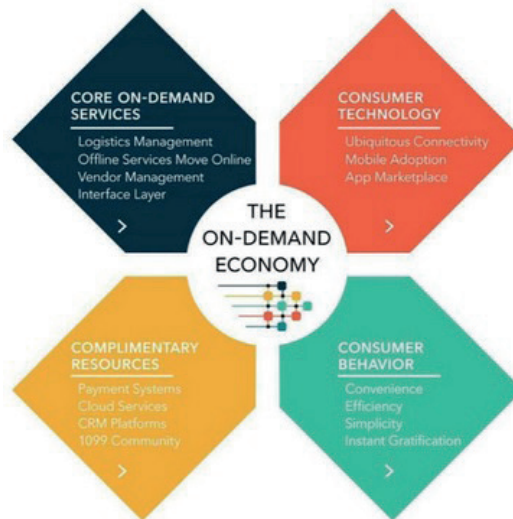 CORE ON-DEMAND
SERVICES
Logistics Management
Offline Services Move Online
Vendor Management
Interface Layer
CONSUMER
TECHNOLOGY
Ubiquitous Connectivity
Mobile Adoption
App Marketplace
THE
ON-DEMAND
ECONOMY
COMPLIMENTARY
RESOURCES
Payment Systems
Cloud Services
CRM Platforms
1099 Community
CONSUMER
BEHAVIOR
Convenience
Efficiency
Simplicity
Instant Gratification